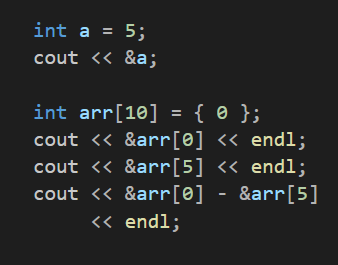 int a = 5;
cout << &a;
int arr[10] = { 0 };
cout << &arr[0] << endl;
cout << &arr[5] << endl;
cout << &arr[0] - &arr[5]
<< endl;